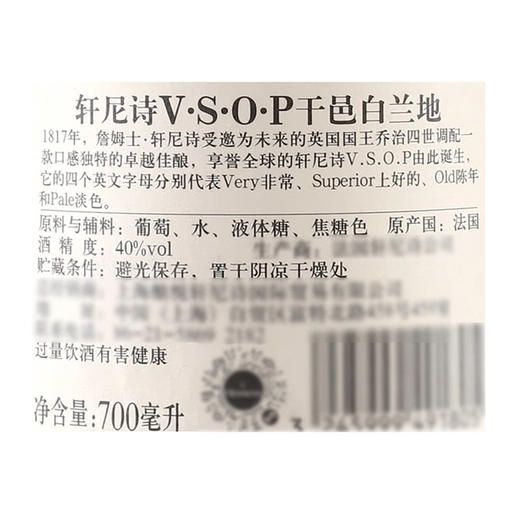 轩尼诗V·S·O·P干邑白兰地
1817年，詹姆士·轩尼诗受邀为未来的英国国王乔治四世调配一
款口感独特的卓越佳酿，享誉全球的轩尼诗V.S.O.P由此诞生，
它的四个英文字母分别代表Very非常、Superior上好的、Old陈年
和Pale淡色。
原料与辅料：葡萄、水、液体糖、焦糖色 原产国：法国
酒精度：40%vol
贮藏条件：避光保存，置于阴凉干燥处
过量饮酒有害健康
净含量:700毫升